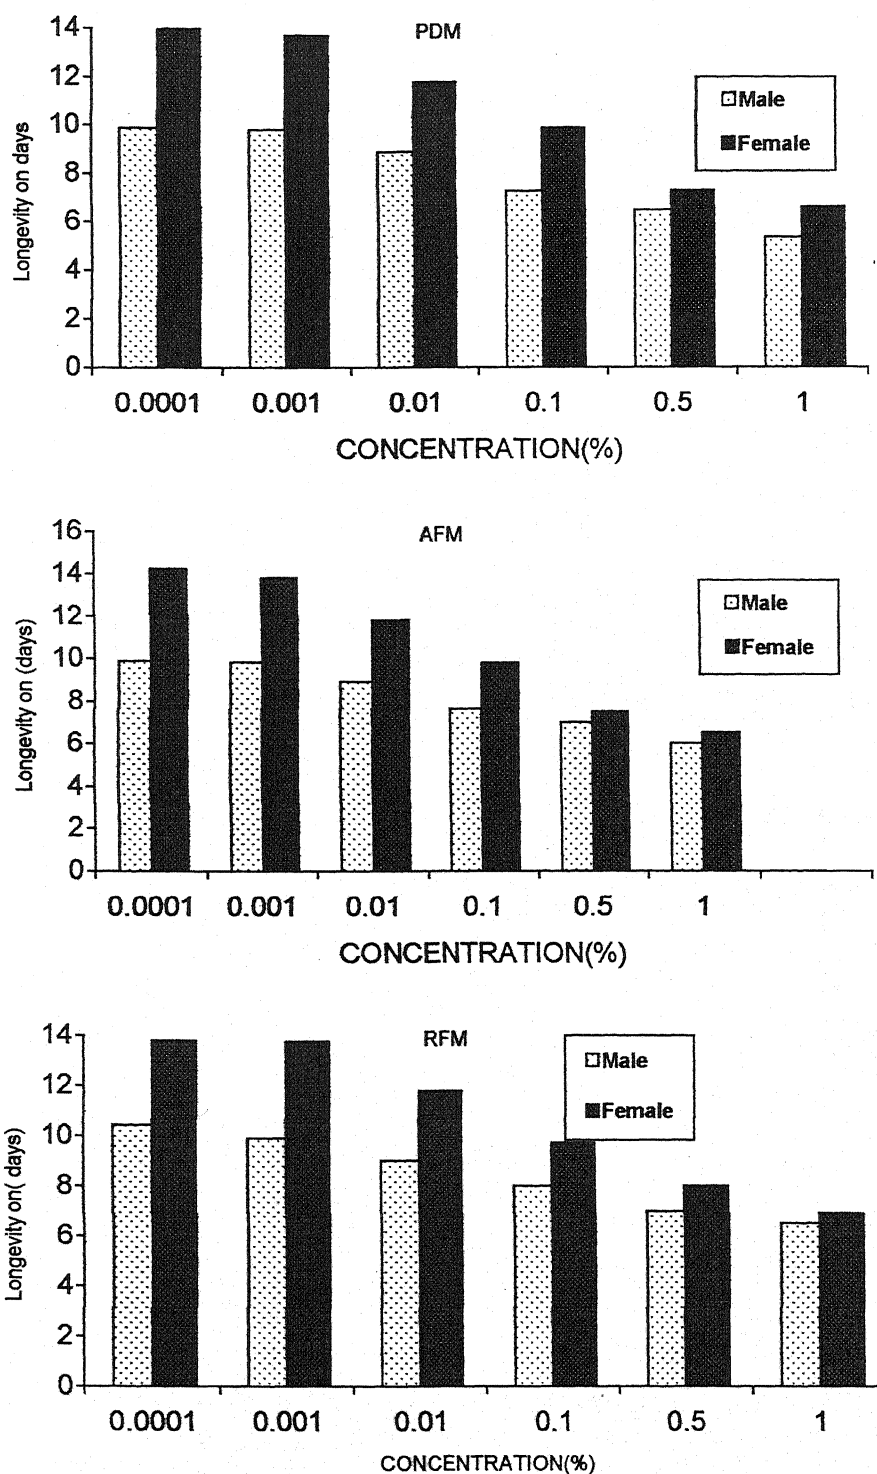 PDM
14
12
10
8
6
4
2
0
Longevity on days
Male
Female
0.0001 0.001 0.01 0.1 0.5 1
CONCENTRATION(%)
AFM
16
14
12
10
8
6
4
2
0
Longevity on (days)
Male
Female
0.0001 0.001 0.01 0.1 0.5 1
CONCENTRATION(%)
RFM
14
12
10
8
6
4
2
0
Longevity on( days)
Male
Female
0.0001 0.001 0.01 0.1 0.5 1
CONCENTRATION(%)